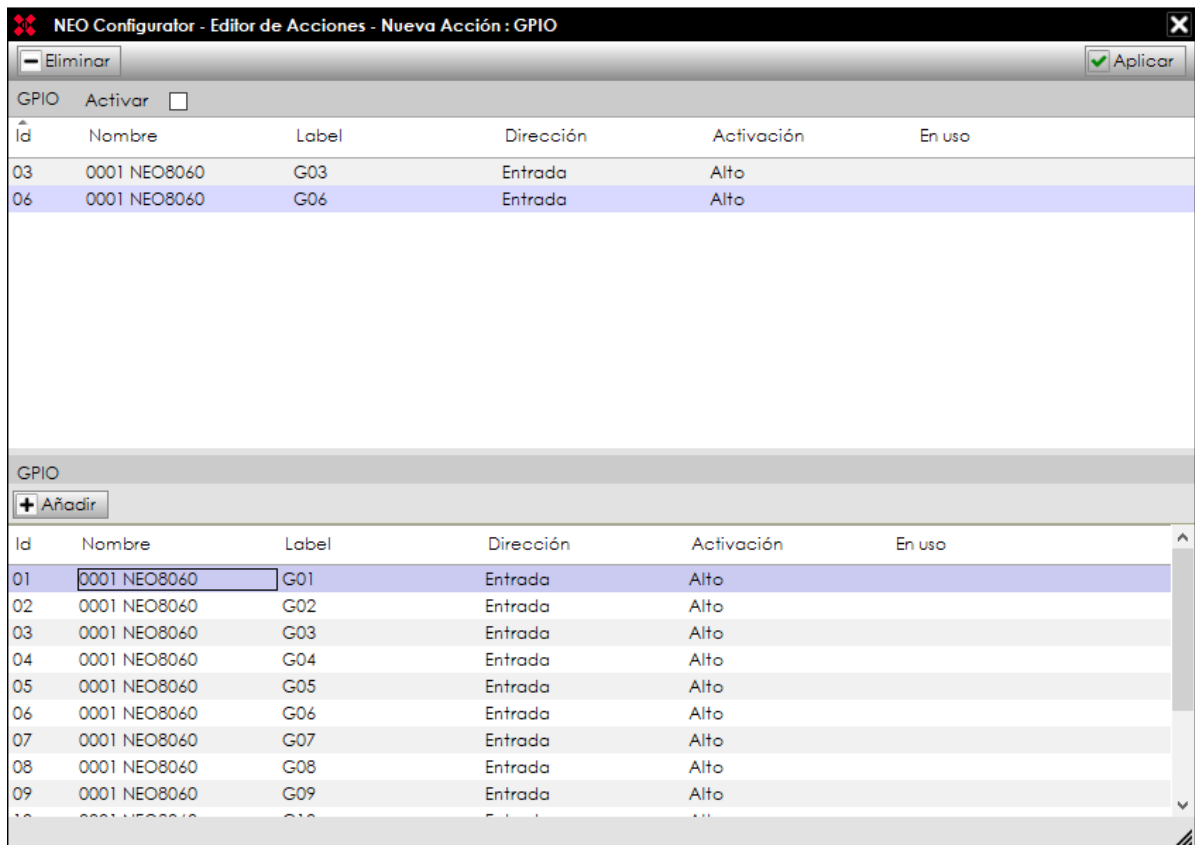 NEO Configurator - Editor de Acciones - Nueva Acción : GPIO
Eliminar Aplicar
GPIO Activar
Id Nombre Label Dirección Activación En uso
03 0001 NEO8060 G03 Entrada Alto
06 0001 NEO8060 G06 Entrada Alto
GPIO
Añadir
Id Nombre Label Dirección Activación En uso
01 0001 NEO8060 G01 Entrada Alto
02 0001 NEO8060 G02 Entrada Alto
03 0001 NEO8060 G03 Entrada Alto
04 0001 NEO8060 G04 Entrada Alto
05 0001 NEO8060 G05 Entrada Alto
06 0001 NEO8060 G06 Entrada Alto
07 0001 NEO8060 G07 Entrada Alto
08 0001 NEO8060 G08 Entrada Alto
09 0001 NEO8060 G09 Entrada Alto